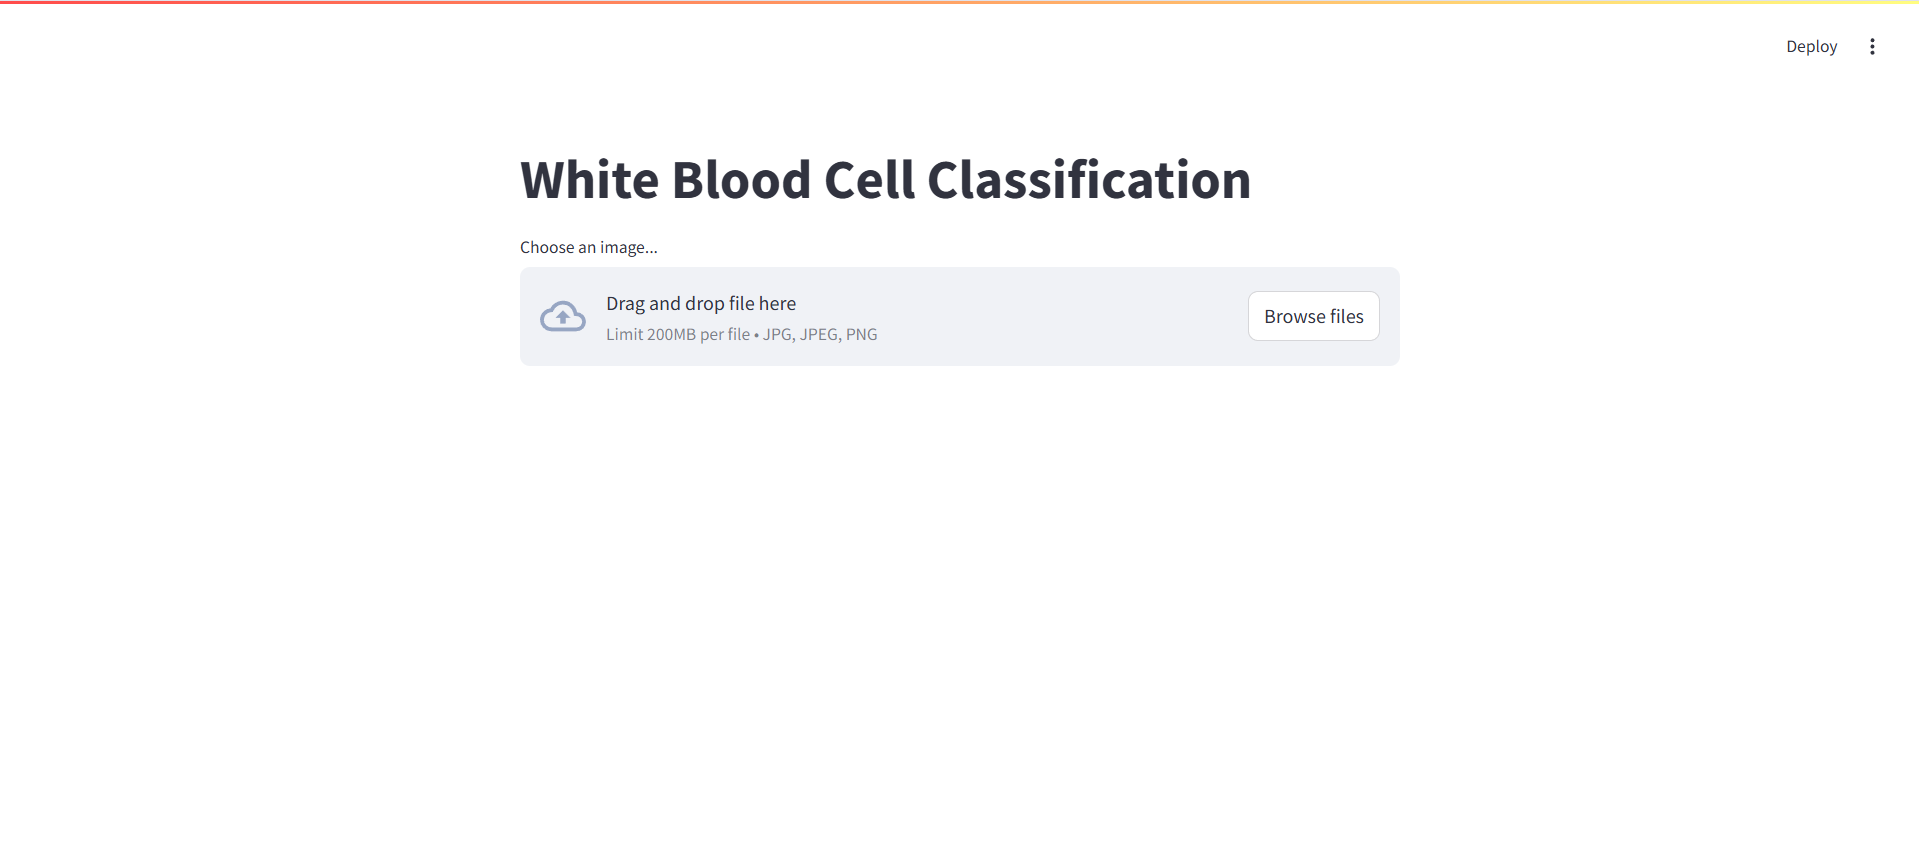 Deploy
White Blood Cell Classification
Choose an image...
Drag and drop file here
Limit 200MB per file • JPG, JPEG, PNG
Browse files